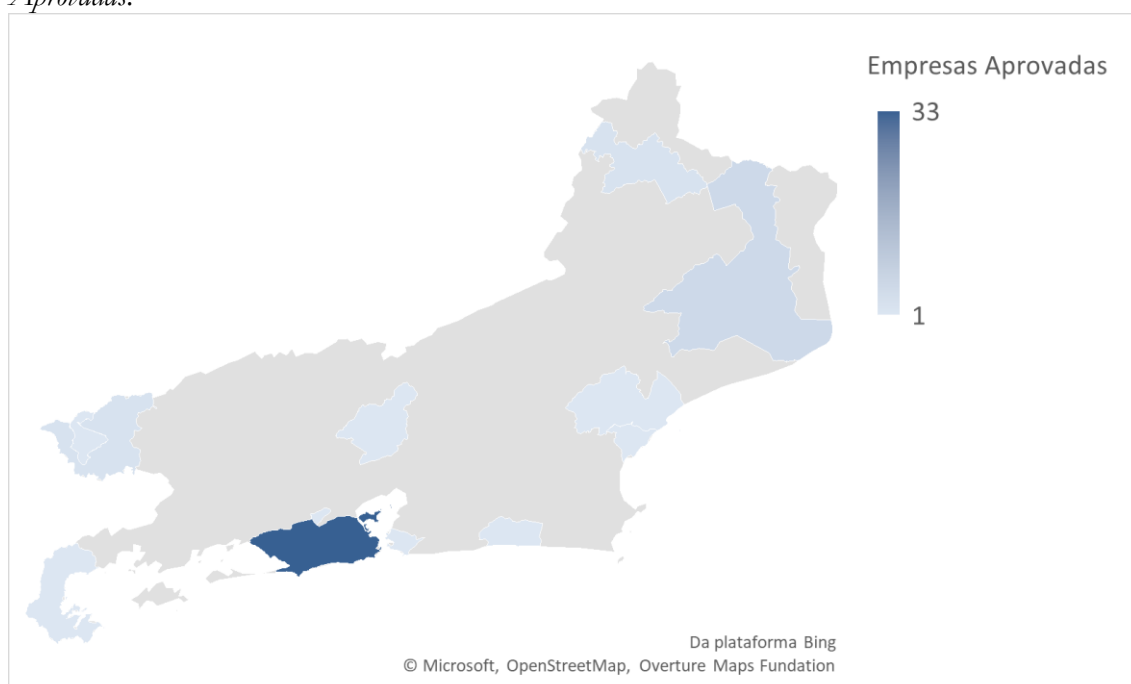 Aprovadas.
Empresas Aprovadas
33
1
Da plataforma Bing
© Microsoft, OpenStreetMap, Overture Maps Fundation